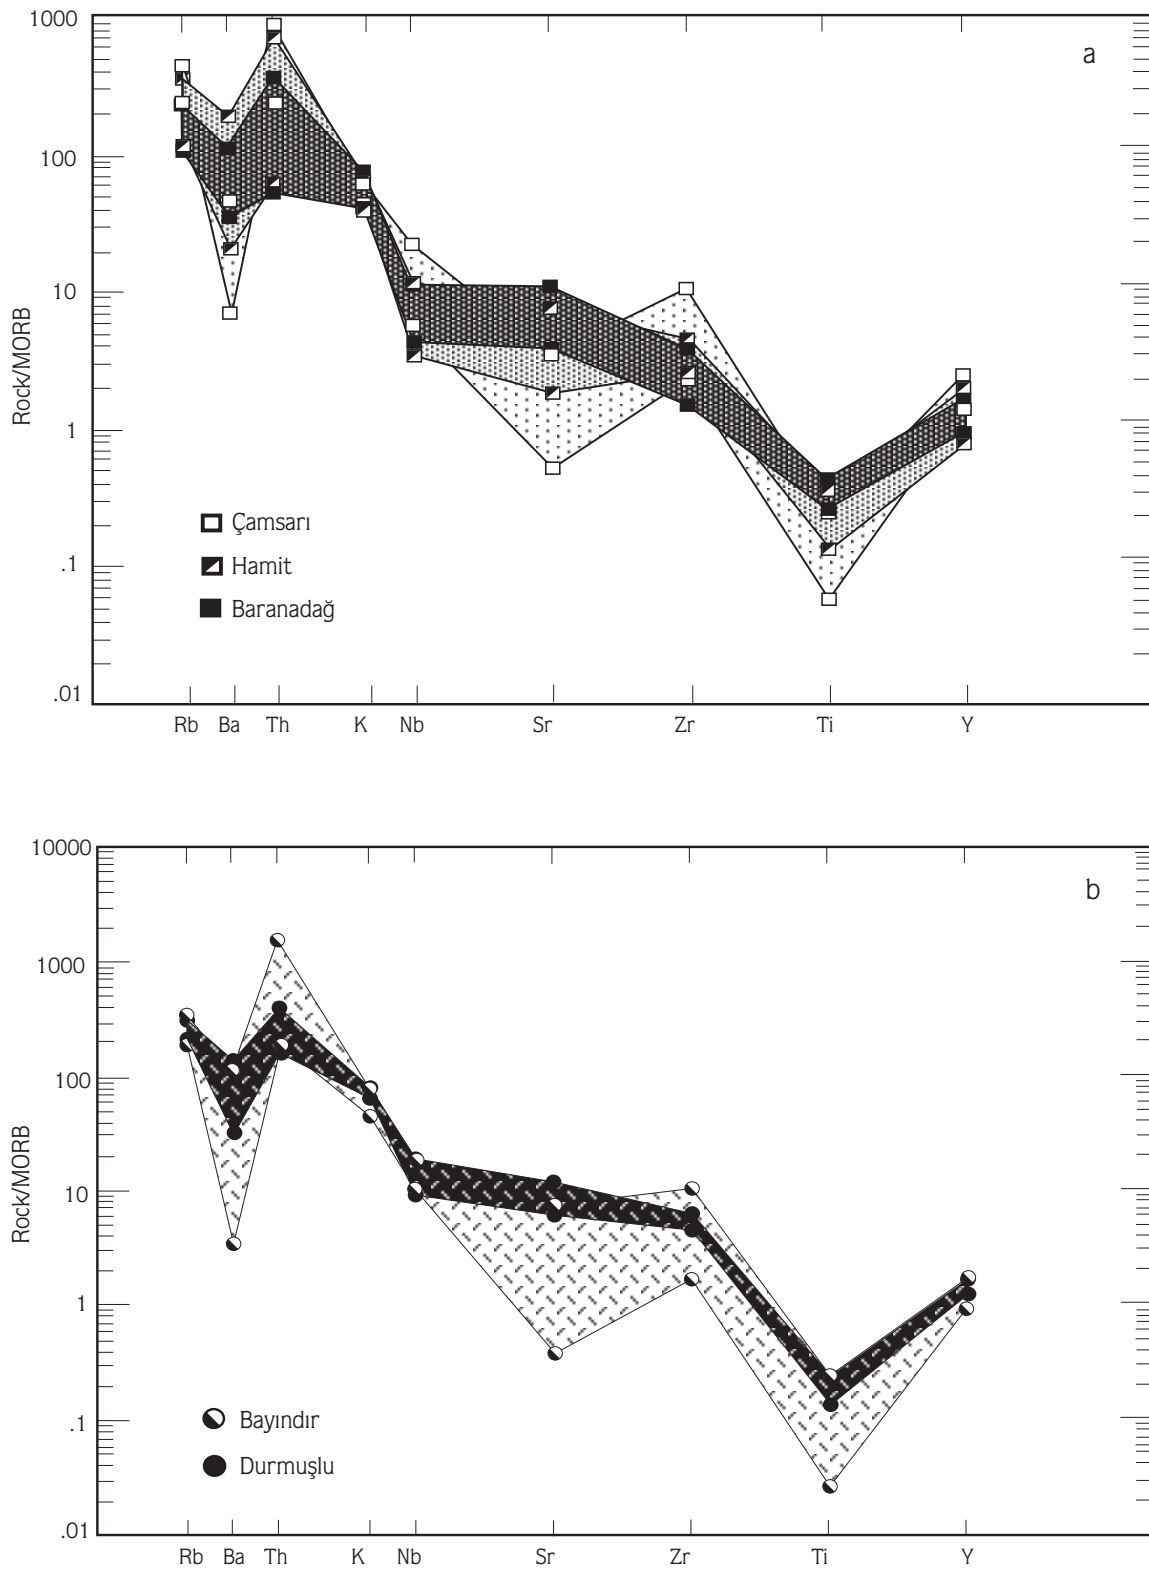 1000
a
100
10
Rock/MORB
1
Çamsarı
.1
Hamit
Baranadağ
.01
Rb Ba Th K Nb Sr Zr Ti Y
10000
b
1000
100
Rock/MORB
10
1
.1
Bayındır
Durmuşlu
.01
Rb Ba Th K Nb Sr Zr Ti Y